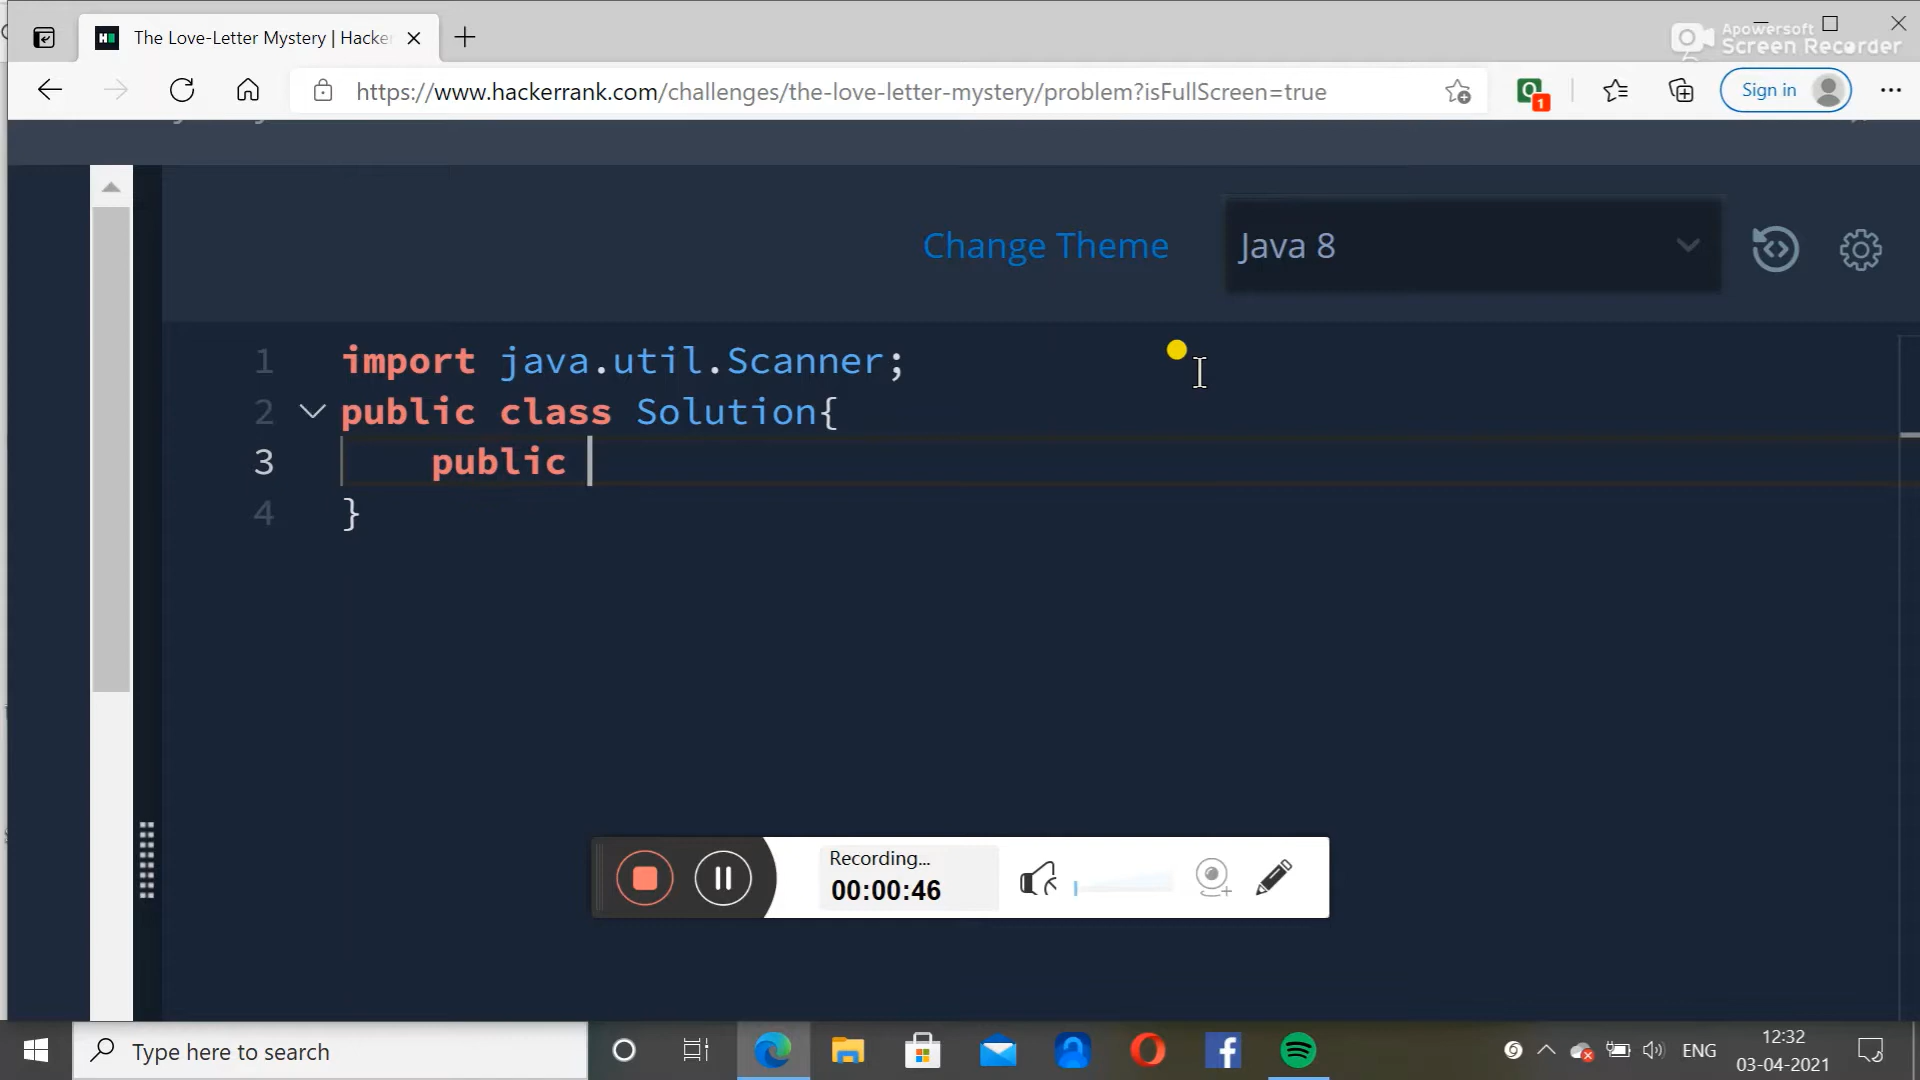 The Love-Letter Mystery | Hacke
Apowersoft
Screen Recorder
https://www.hackerrank.com/challenges/the-love-letter-mystery/problem?isFullScreen=true
1
Sign in
Change Theme
Java 8
1 import java.util.Scanner;
2 public class Solution{
3 public
4 }
Recording...
00:00:46
Type here to search
ENG
12:32
03-04-2021